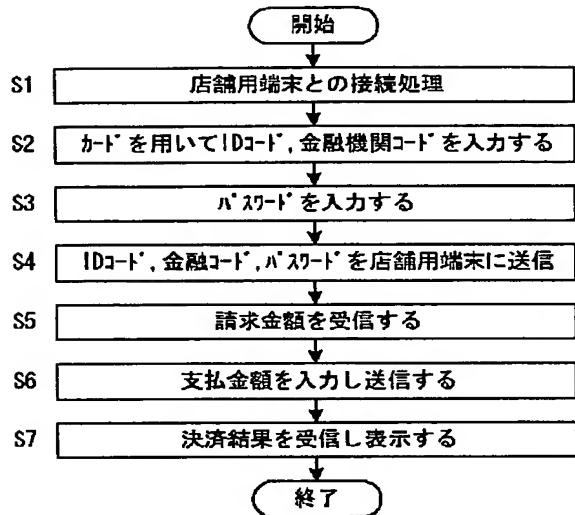 開始
S1 店舗用端末との接続処理
S2 ｶｰﾄﾞを用いてIDｺｰﾄﾞ,金融機関ｺｰﾄﾞを入力する
S3 ﾊﾟｽﾜｰﾄﾞを入力する
S4 IDｺｰﾄﾞ,金融ｺｰﾄﾞ,ﾊﾟｽﾜｰﾄﾞを店舗用端末に送信
S5 請求金額を受信する
S6 支払金額を入力し送信する
S7 決済結果を受信し表示する
終了